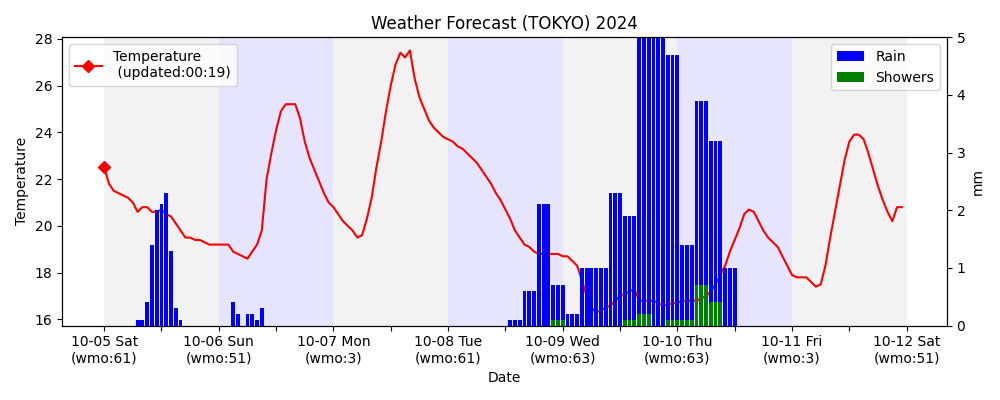 Weather Forecast (TOKYO) 2024
Temperature
(updated:00:19)
Rain
Showers
28
26
24
22
20
18
16
Temperature
5
4
3
2
1
0
mm
10-05 Sat
(wmo:61)
10-06 Sun
(wmo:51)
10-07 Mon
(wmo:3)
10-08 Tue
(wmo:61)
10-09 Wed
(wmo:63)
10-10 Thu
(wmo:63)
10-11 Fri
(wmo:3)
10-12 Sat
(wmo:51)
Date